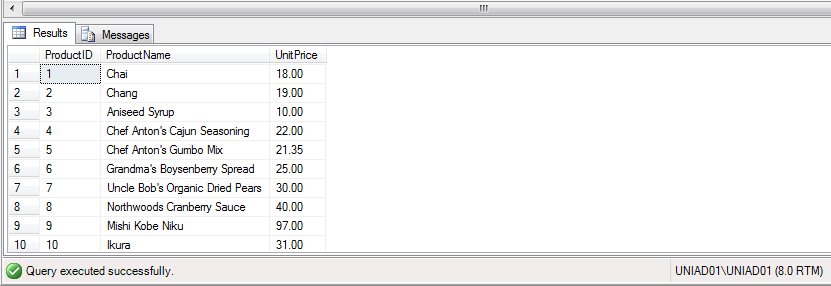 Results Messages
ProductID ProductName UnitPrice
1 1 Chai 18.00
2 2 Chang 19.00
3 3 Aniseed Syrup 10.00
4 4 Chef Anton's Cajun Seasoning 22.00
5 5 Chef Anton's Gumbo Mix 21.35
6 6 Grandma's Boysenberry Spread 25.00
7 7 Uncle Bob's Organic Dried Pears 30.00
8 8 Northwoods Cranberry Sauce 40.00
9 9 Mishi Kobe Niku 97.00
10 10 Ikura 31.00
Query executed successfully. UNIAD01\UNIAD01 (8.0 RTM)